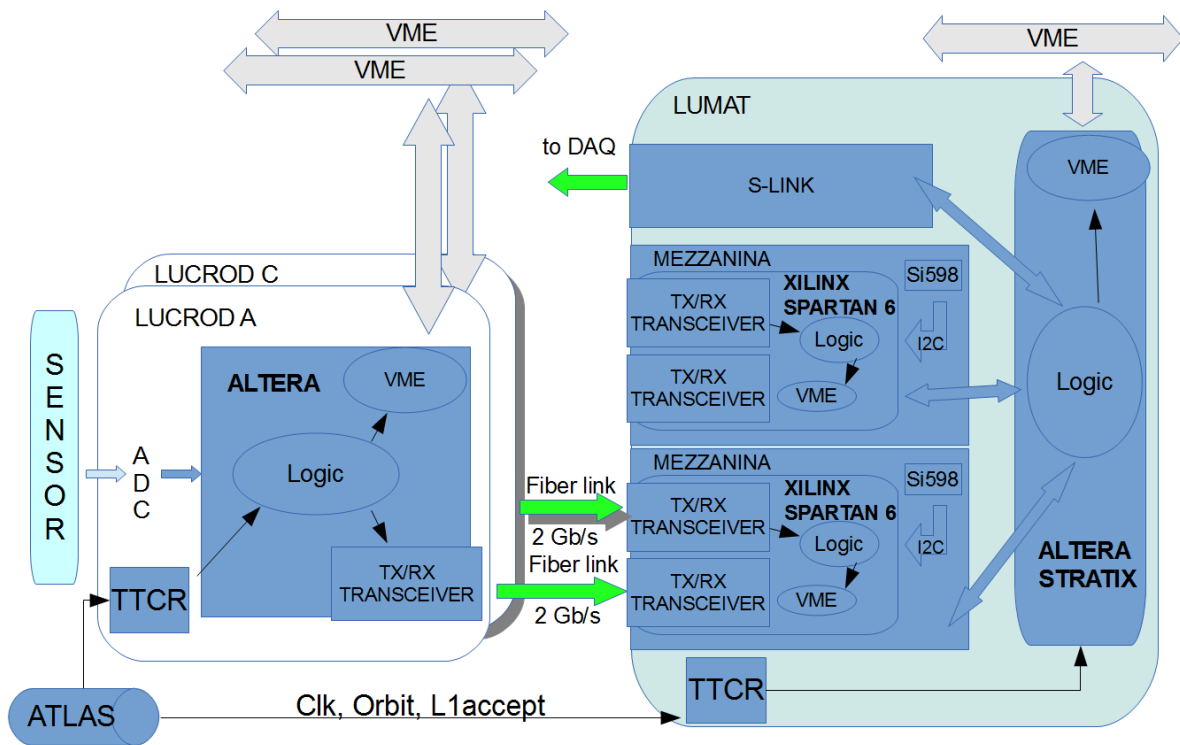 VME
VME
VME
LUMAT
to DAQ
S-LINK
VME
LUCROD C
LUCROD A
ALTERA
VME
Logic
TX/RX
TRANSCEIVER
TTCR
SENSOR
ADC
MEZZANINA
TX/RX
TRANSCEIVER
TX/RX
TRANSCEIVER
XILINX
SPARTAN 6
Logic
VME
Si598
I2C
Logic
MEZZANINA
TX/RX
TRANSCEIVER
TX/RX
TRANSCEIVER
XILINX
SPARTAN 6
Logic
VME
Si598
I2C
ALTERA
STRATIX
Fiber link
2 Gb/s
Fiber link
2 Gb/s
TTCR
ATLAS
Clk, Orbit, L1accept